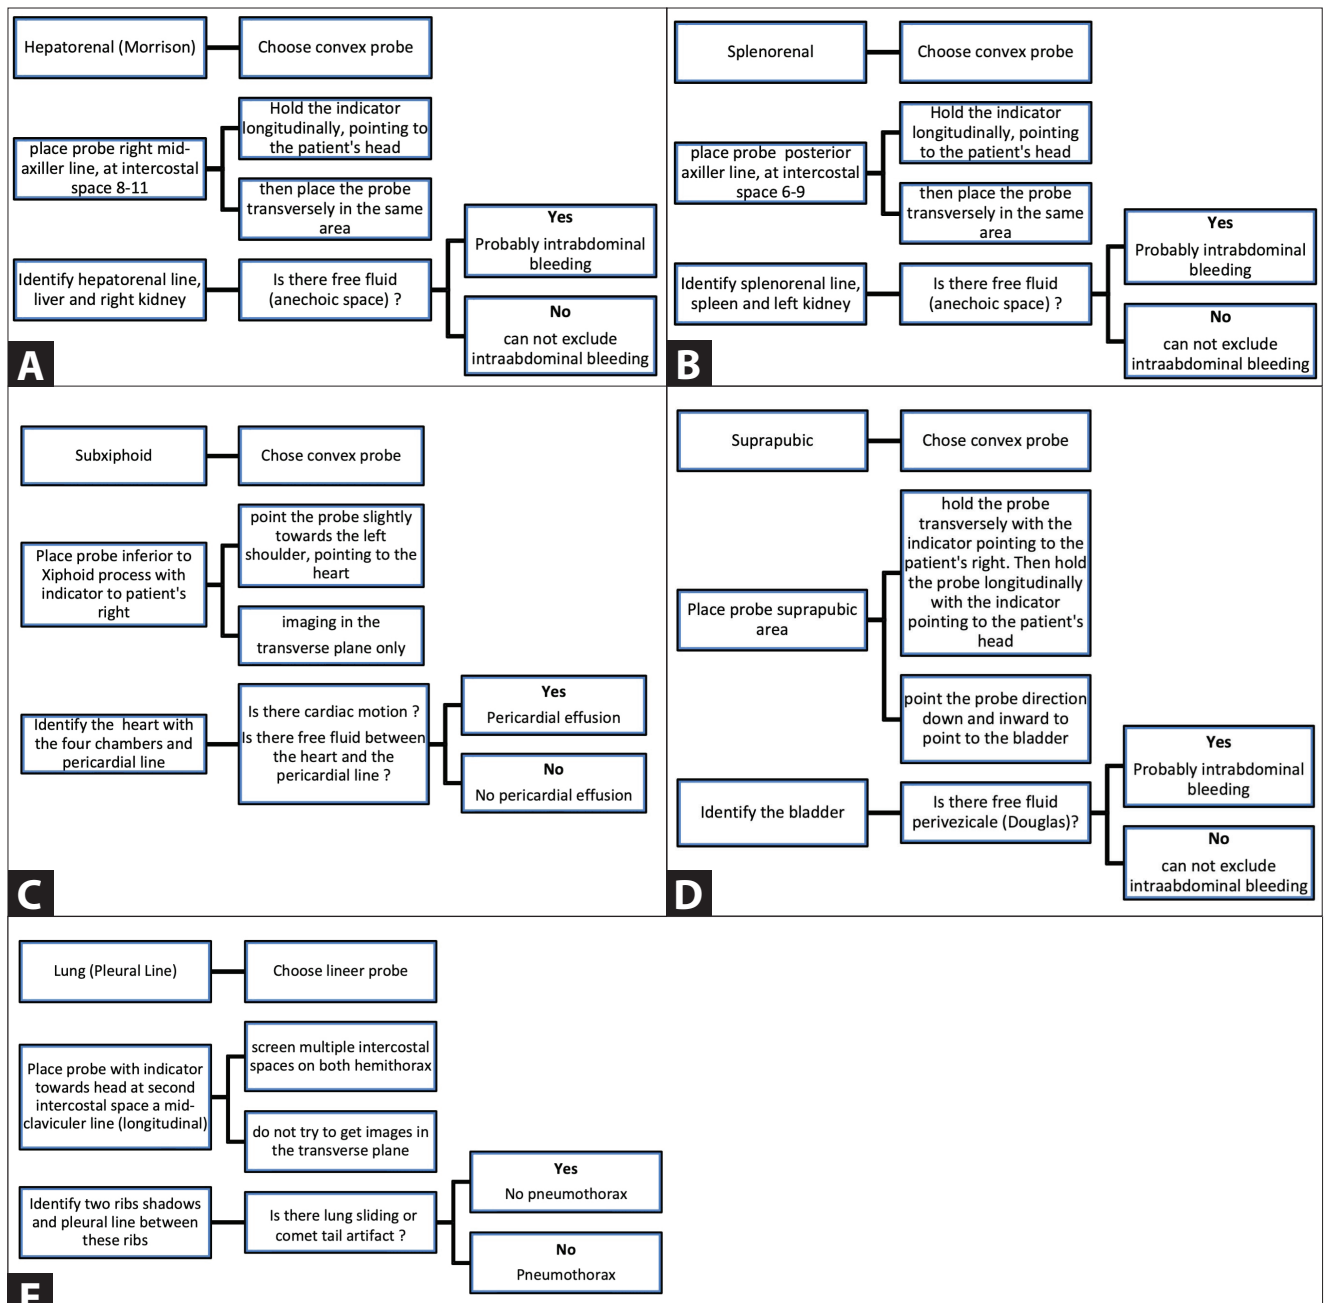 Hepatorenal (Morrison)
Choose convex probe
place probe right mid-
axiller line, at intercostal
space 8-11
Hold the indicator
longitudinally, pointing to
the patient's head
then place the probe
transversely in the same
area
Identify hepatorenal line,
liver and right kidney
Is there free fluid
(anechoic space) ?
Yes
Probably intrabdominal
bleeding
No
can not exclude
intraabdominal bleeding
A
Splenorenal
Choose convex probe
place probe posterior
axiller line, at intercostal
space 6-9
Hold the indicator
longitudinally, pointing
to the patient's head
then place the probe
transversely in the same
area
Identify splenorenal line,
spleen and left kidney
Is there free fluid
(anechoic space) ?
Yes
Probably intrabdominal
bleeding
No
can not exclude
intraabdominal bleeding
B
Subxiphoid
Chose convex probe
Place probe inferior to
Xiphoid process with
indicator to patient's
right
point the probe slightly
towards the left
shoulder, pointing to the
heart
imaging in the
transverse plane only
Identify the heart with
the four chambers and
pericardial line
Is there cardiac motion ?
Is there free fluid between
the heart and the
pericardial line ?
Yes
Pericardial effusion
No
No pericardial effusion
C
Suprapubic
Chose convex probe
Place probe suprapubic
area
hold the probe
transversely with the
indicator pointing to the
patient's right. Then hold
the probe longitudinally
with the indicator
pointing to the patient's
head
point the probe direction
down and inward to
point to the bladder
Identify the bladder
Is there free fluid
perivezicale (Douglas)?
Yes
Probably intrabdominal
bleeding
No
can not exclude
intraabdominal bleeding
D
Lung (Pleural Line)
Choose lineer probe
Place probe with indicator
towards head at second
intercostal space a mid-
claviculer line (longitudinal)
screen multiple intercostal
spaces on both hemithorax
do not try to get images in
the transverse plane
Identify two ribs shadows
and pleural line between
these ribs
Is there lung sliding or
comet tail artifact ?
Yes
No pneumothorax
No
Pneumothorax